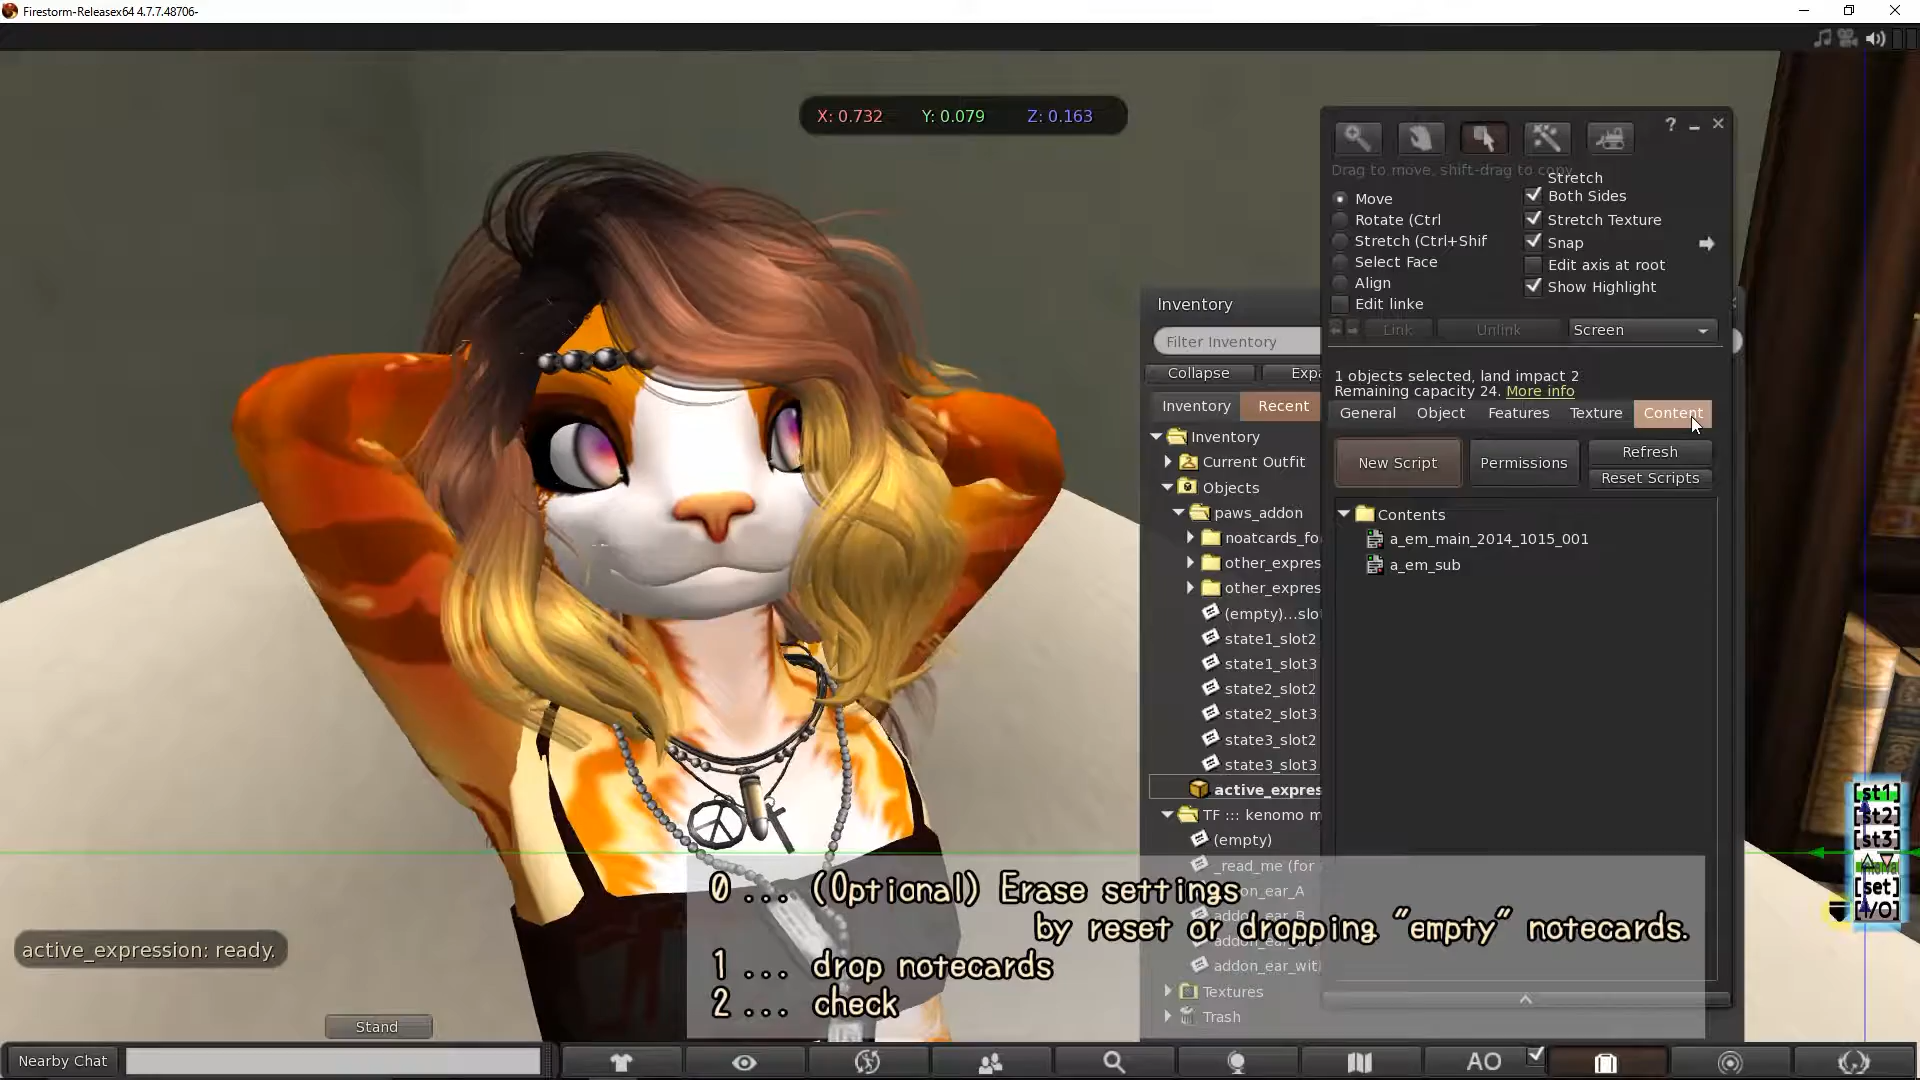 Firestorm-Releasex64 4.7.7.48706-
X: 0.732 Y: 0.079 Z: 0.163
?
Drag to move, shift-drag to copy
Move
Rotate (Ctrl
Stretch (Ctrl+Shif
Select Face
Align
Edit linke
Stretch
Both Sides
Stretch Texture
Snap
Edit axis at root
Show Highlight
Link Unlink Screen
1 objects selected, land impact 2
Remaining capacity 24. More info
General Object Features Texture Content
New Script Permissions Refresh
Reset Scripts
Contents
a_em_main_2014_1015_001
a_em_sub
Inventory
Filter Inventory
Collapse Expa
Inventory Recent
Inventory
Current Outfit
Objects
paws_addon
noatcards_fo
other_expres
other_expres
(empty)...slo
state1_slot2
state1_slot3
state2_slot2
state2_slot3
state3_slot2
state3_slot3
active_expres
TF ::: kenomo m
(empty)
_read_me (for
addon_ear_wit
Textures
Trash
0 ... (Optional) Erase settings
by reset or dropping "empty" notecards.
1 ... drop notecards
2 ... check
[st1]
[st2]
[st3]
[set]
[I/O]
active_expression: ready.
Stand
Nearby Chat
AO